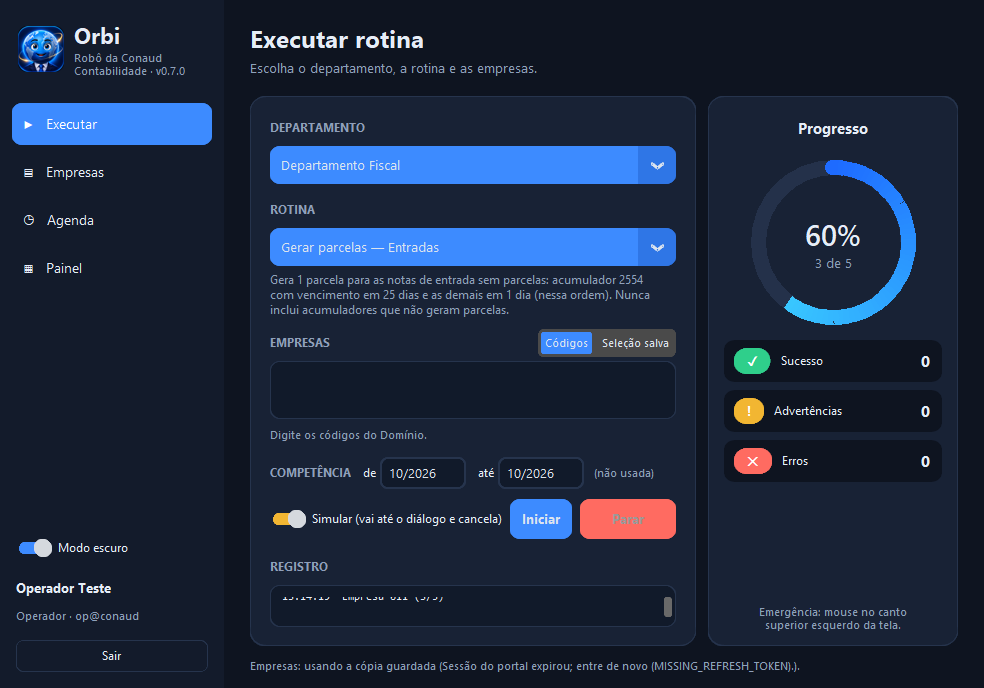 Orbi
Robô da Conaud
Contabilidade · v0.7.0
Executar
Empresas
Agenda
Painel
Modo escuro
Operador Teste
Operador · op@conaud
Sair
Executar rotina
Escolha o departamento, a rotina e as empresas.
DEPARTAMENTO
Departamento Fiscal
ROTINA
Gerar parcelas — Entradas
Gera 1 parcela para as notas de entrada sem parcelas: acumulador 2554
com vencimento em 25 dias e as demais em 1 dia (nessa ordem). Nunca
inclui acumuladores que não geram parcelas.
EMPRESAS
Códigos Seleção salva
Digite os códigos do Domínio.
COMPETÊNCIA de 10/2026 até 10/2026 (não usada)
Simular (vai até o diálogo e cancela) Iniciar Parar
REGISTRO
Empresa
Progresso
60%
3 de 5
Sucesso 0
! Advertências 0
Erros 0
Emergência: mouse no canto
superior esquerdo da tela.
Empresas: usando a cópia guardada (Sessão do portal expirou; entre de novo (MISSING_REFRESH_TOKEN).).